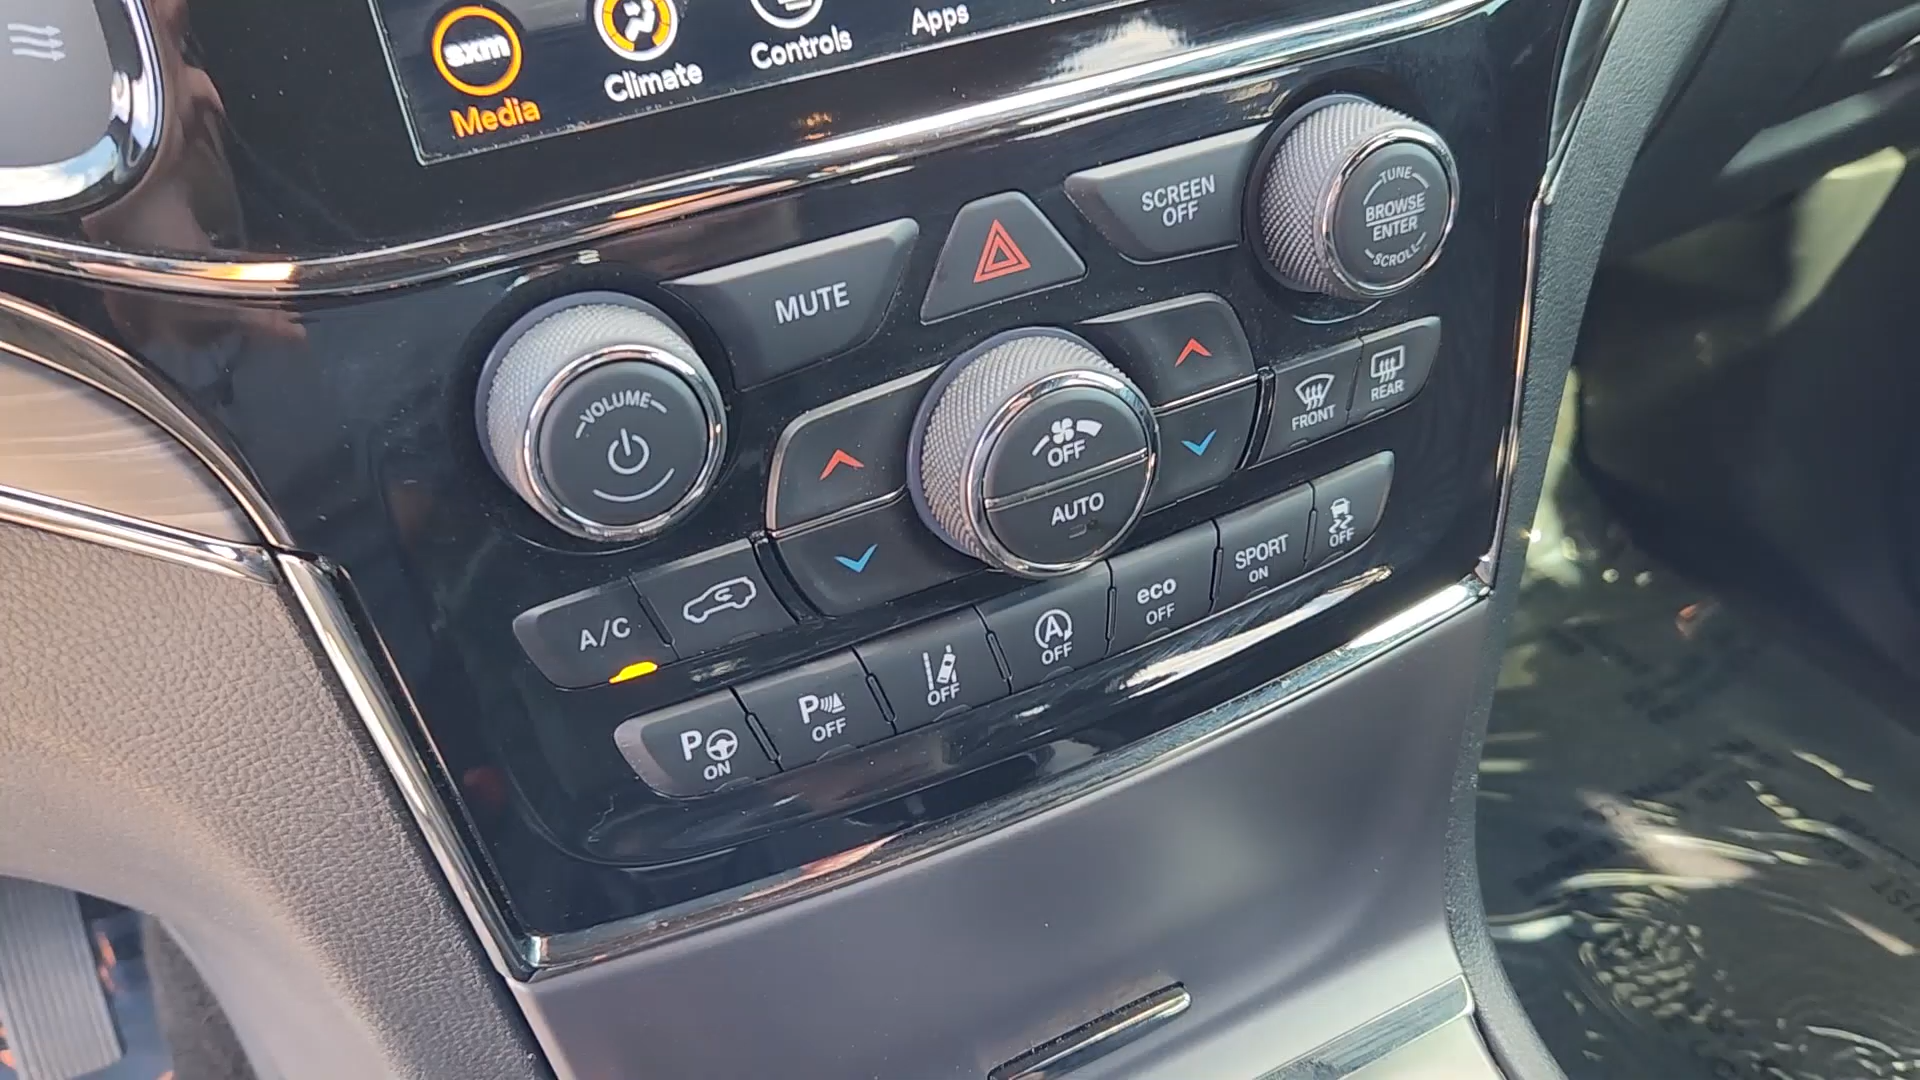 sxm
Media
Climate
Controls
Apps
MUTE
SCREEN
OFF
TUNE
BROWSE
ENTER
SCROLL
VOLUME
OFF
AUTO
FRONT
REAR
A/C
P
ON
P
OFF
OFF
A
OFF
eco
OFF
SPORT
ON
OFF